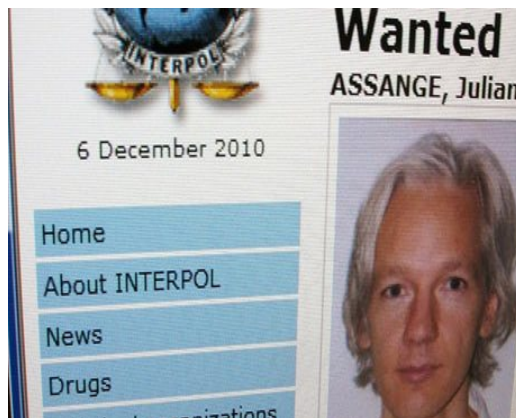 INTERPOL
Wanted
ASSANGE, Julian
6 December 2010
Home
About INTERPOL
News
Drugs